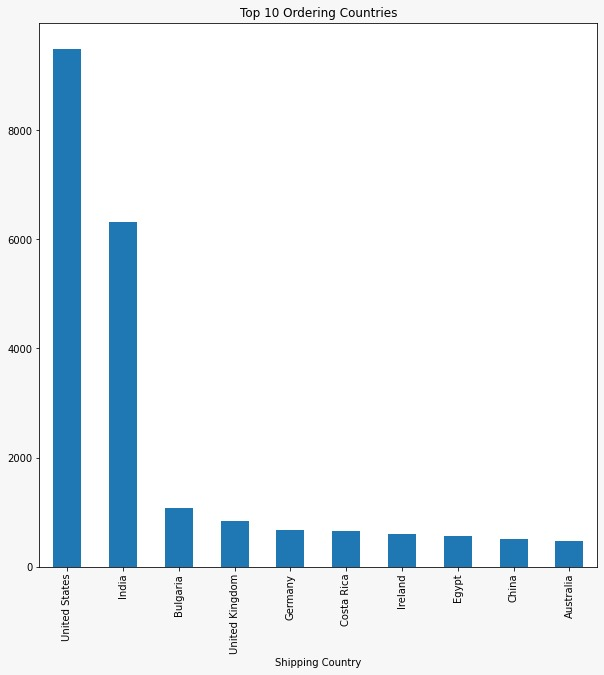 Top 10 Ordering Countries
8000
6000
4000
2000
0
United States
India
Bulgaria
United Kingdom
Germany
Costa Rica
Ireland
Egypt
China
Australia
Shipping Country